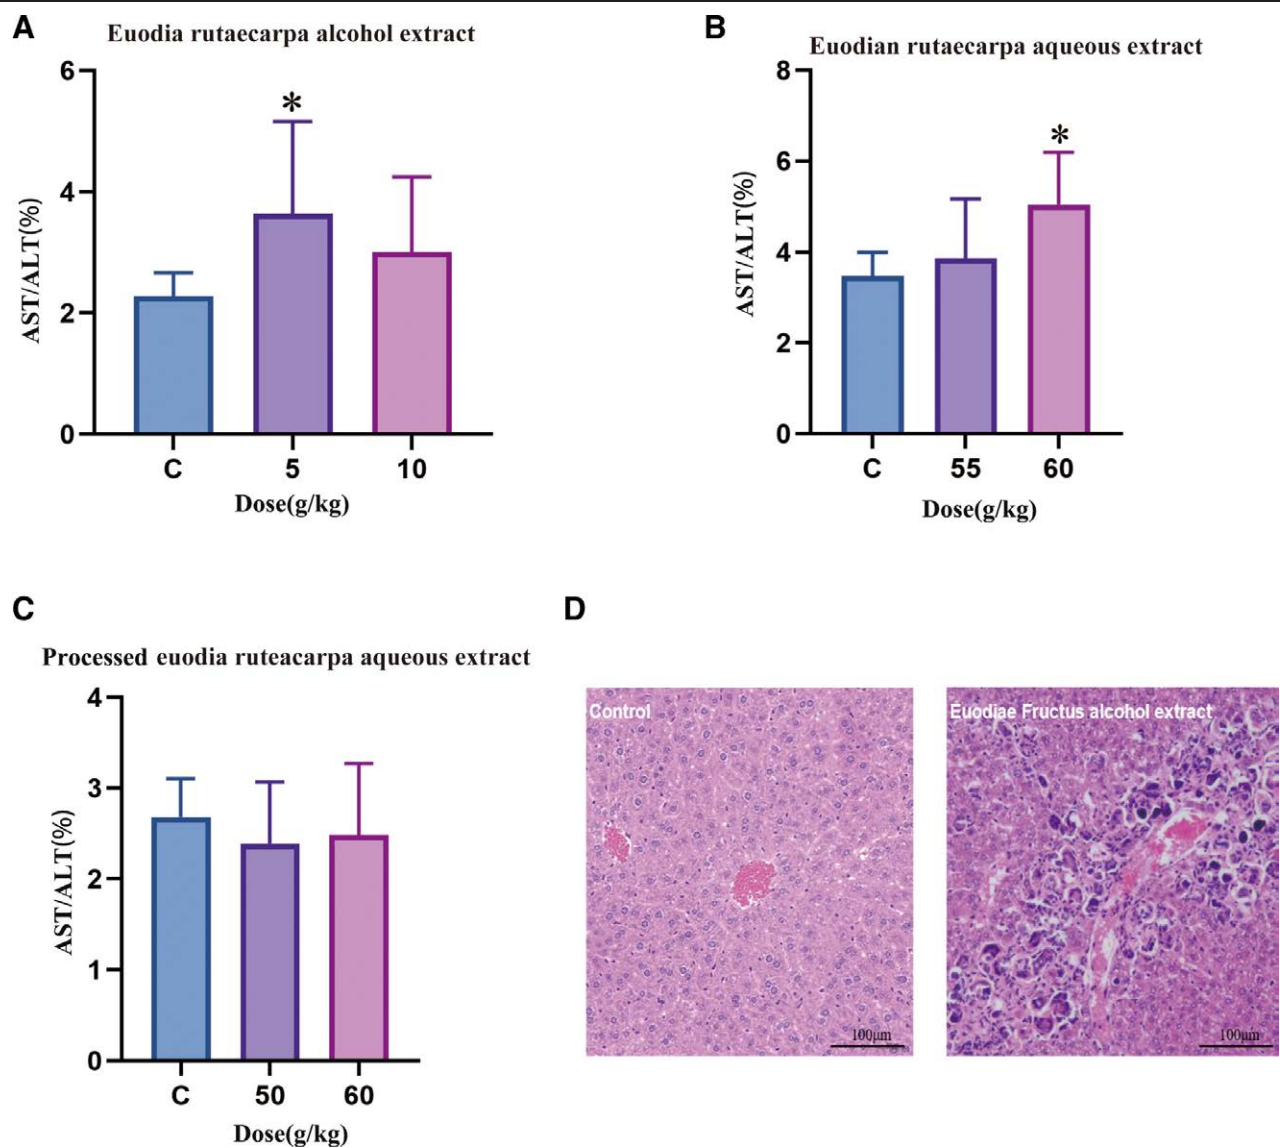 A
Euodia rutaecarpa alcohol extract
6
4
2
0
AST/ALT(%)
*
C 5 10
Dose(g/kg)
B
Euodian rutaecarpa aqueous extract
8
6
4
2
0
AST/ALT(%)
*
C 55 60
Dose(g/kg)
C
Processed euodia ruteacarpa aqueous extract
4
3
2
1
0
AST/ALT(%)
C 50 60
Dose(g/kg)
D
Control
100μm
Euodiae Fructus alcohol extract
100μm